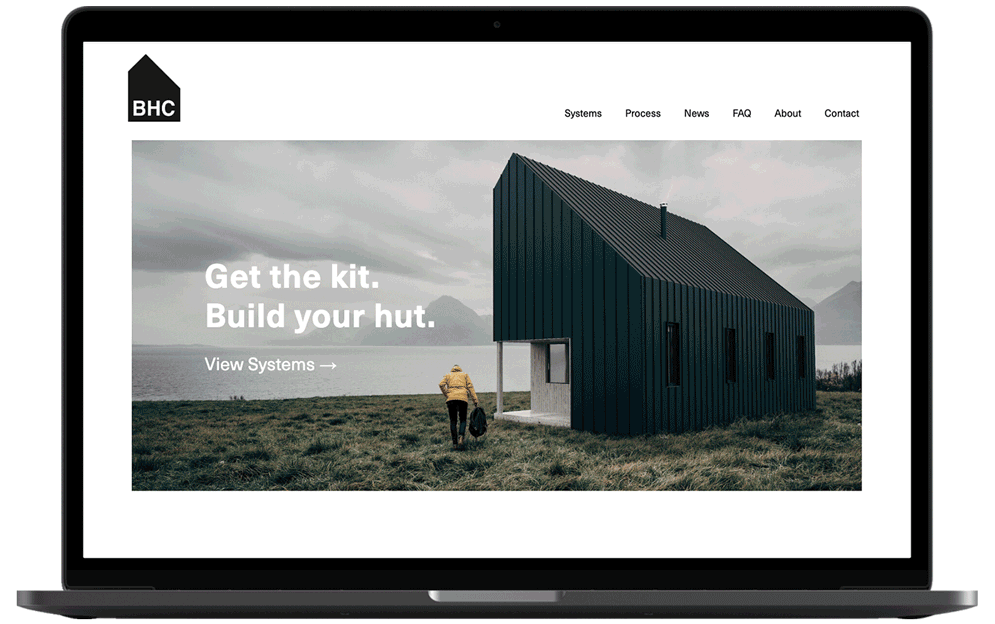 BHC
Systems Process News FAQ About Contact
Get the kit.
Build your hut.
View Systems →